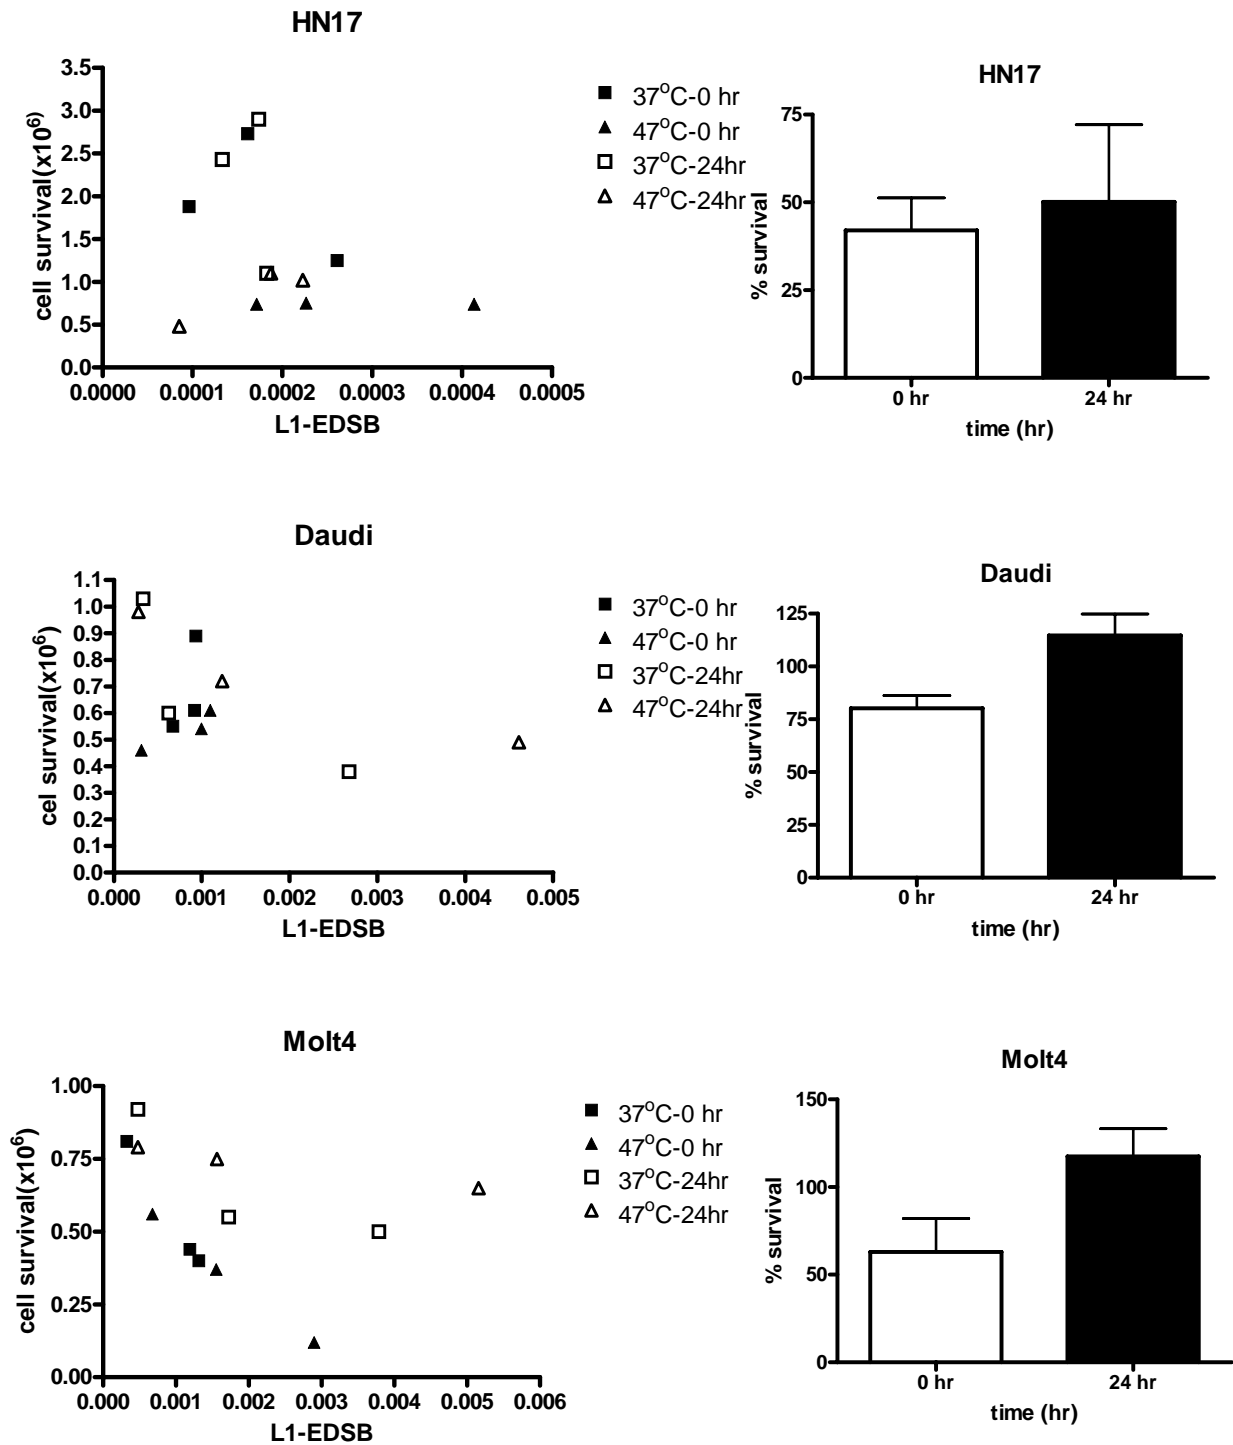 HN17
3.5
3.0
2.5
2.0
1.5
1.0
0.5
0.0
cell survival(x10⁶)
0.0000 0.0001 0.0002 0.0003 0.0004 0.0005
L1-EDSB
37°C-0 hr
47°C-0 hr
37°C-24hr
47°C-24hr
HN17
75
50
25
0
% survival
0 hr 24 hr
time (hr)
Daudi
1.1
1.0
0.9
0.8
0.7
0.6
0.5
0.4
0.3
0.2
0.1
0.0
cel survival(x10⁶)
0.000 0.001 0.002 0.003 0.004 0.005
L1-EDSB
37°C-0 hr
47°C-0 hr
37°C-24hr
47°C-24hr
Daudi
125
100
75
50
25
0
% survival
0 hr 24 hr
time (hr)
Molt4
1.00
0.75
0.50
0.25
0.00
cell survival(x10⁶)
0.000 0.001 0.002 0.003 0.004 0.005 0.006
L1-EDSB
37°C-0 hr
47°C-0 hr
37°C-24hr
47°C-24hr
Molt4
150
100
50
0
% survival
0 hr 24 hr
time (hr)